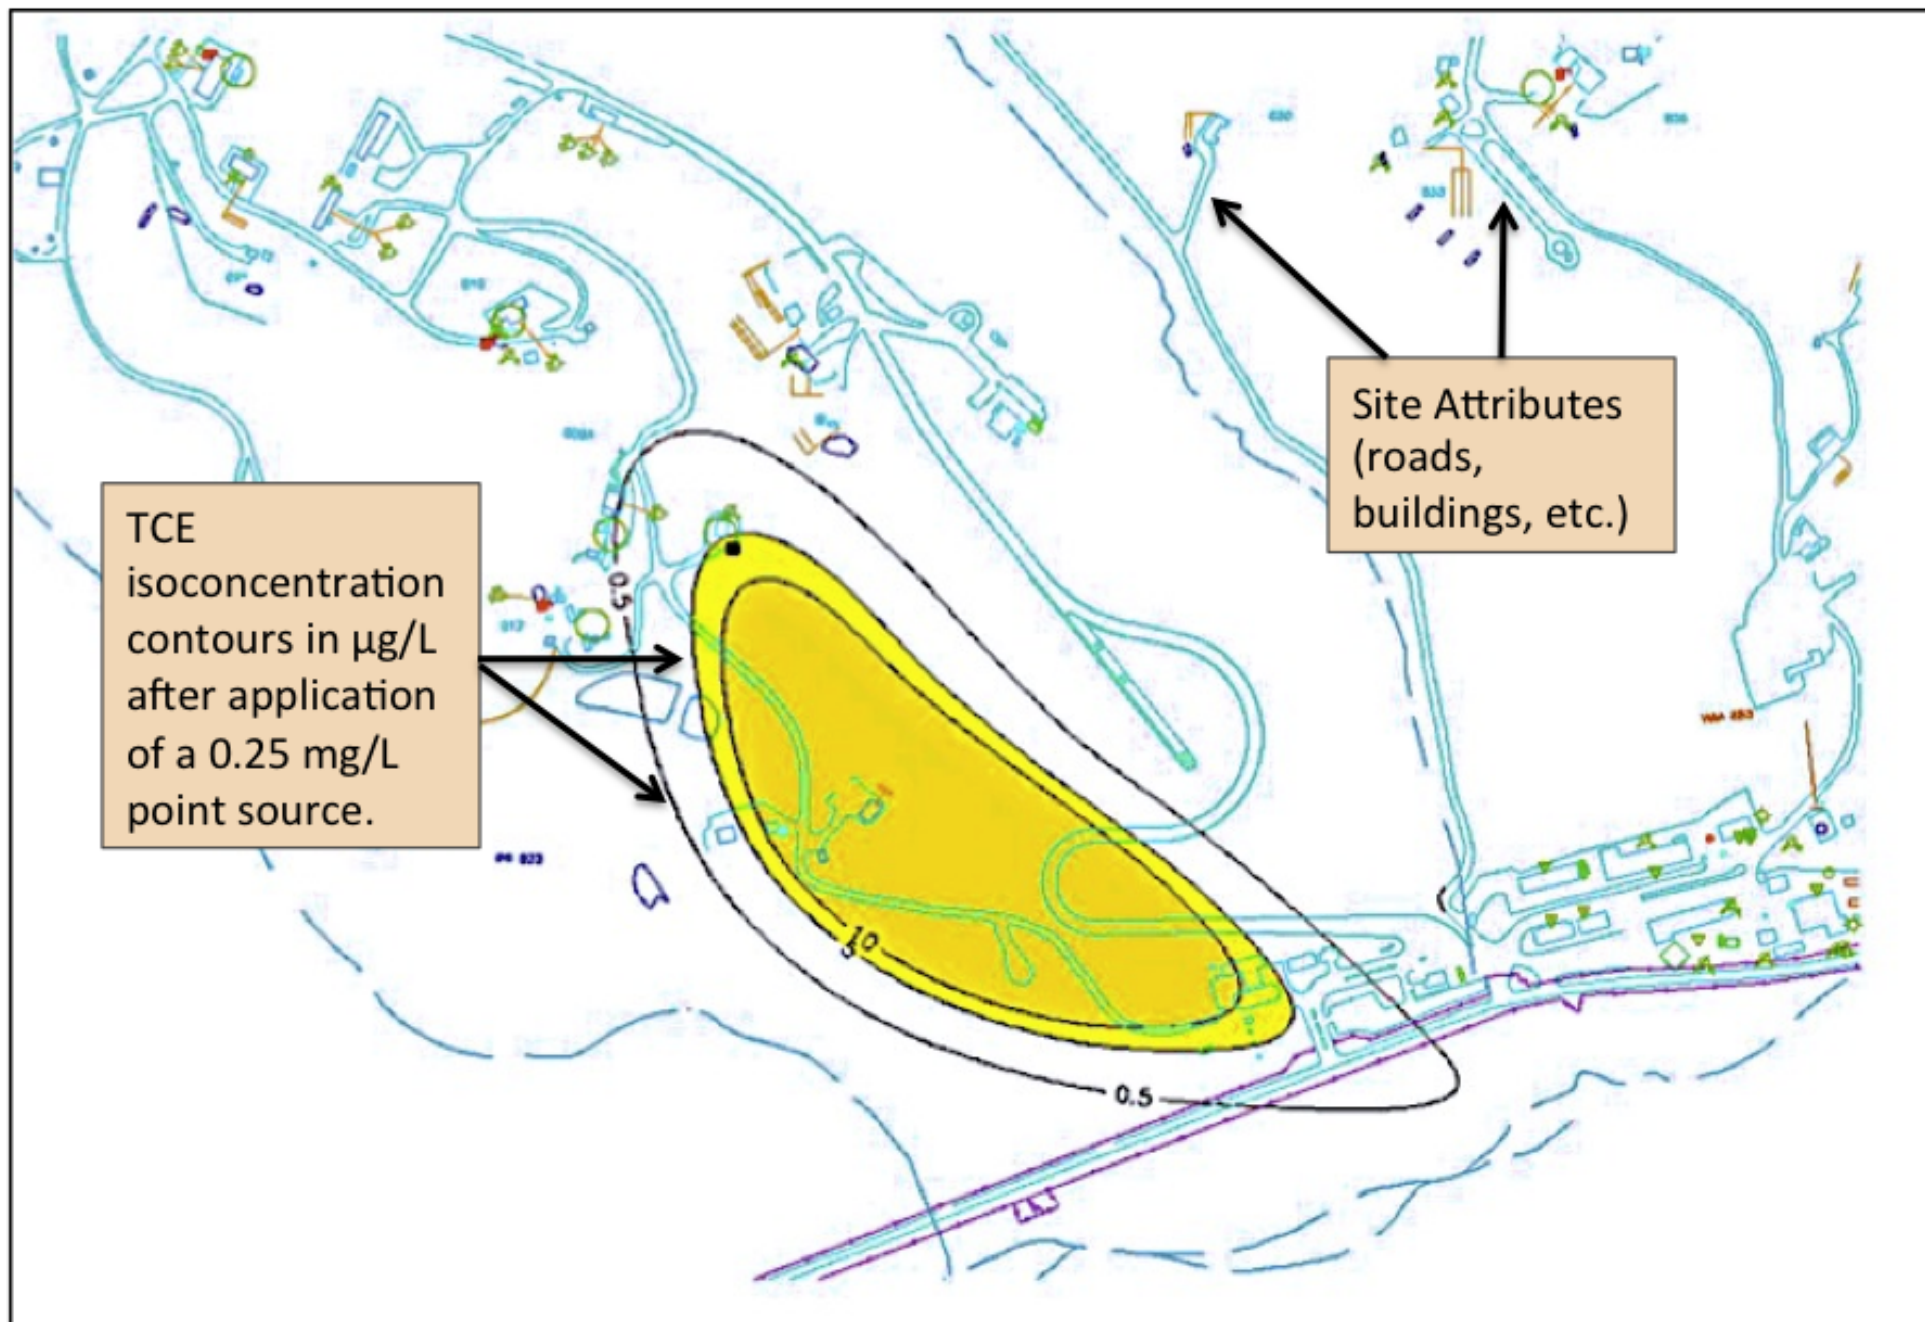 Site Attributes
(roads,
buildings, etc.)
TCE
isoconcentration
contours in µg/L
after application
of a 0.25 mg/L
point source.
0.5
10
0.5